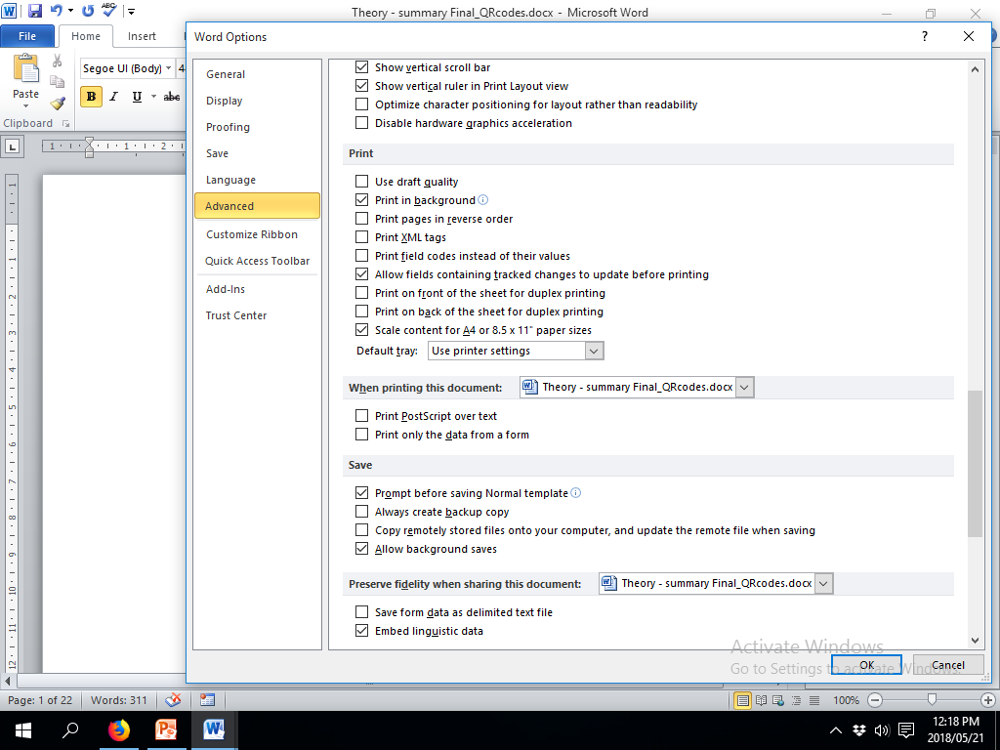 Theory - summary Final_QRcodes.docx - Microsoft Word
File
Home
Insert
Word Options
?
Segoe UI (Body)
Paste
B
I
U
abc
Clipboard
General
Display
Proofing
Save
Language
Advanced
Customize Ribbon
Quick Access Toolbar
Add-Ins
Trust Center
Show vertical scroll bar
Show vertical ruler in Print Layout view
Optimize character positioning for layout rather than readability
Disable hardware graphics acceleration
Print
Use draft quality
Print in background
Print pages in reverse order
Print XML tags
Print field codes instead of their values
Allow fields containing tracked changes to update before printing
Print on front of the sheet for duplex printing
Print on back of the sheet for duplex printing
Scale content for A4 or 8.5 x 11" paper sizes
Default tray: Use printer settings
When printing this document: Theory - summary Final_QRcodes.docx
Print PostScript over text
Print only the data from a form
Save
Prompt before saving Normal template
Always create backup copy
Copy remotely stored files onto your computer, and update the remote file when saving
Allow background saves
Preserve fidelity when sharing this document: Theory - summary Final_QRcodes.docx
Save form data as delimited text file
Embed linguistic data
Activate Windows
Go to Settings to activate Windows.
OK
Cancel
Page: 1 of 22
Words: 311
100%
12:18 PM
2018/05/21